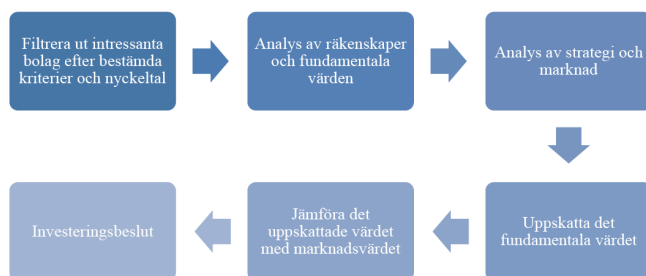 Filtrera ut intressanta
bolag efter bestämda
kriterier och nyckeltal
Analys av räkenskaper
och fundamentala
värden
Analys av strategi och
marknad
Uppskatta det
fundamentala värdet
Jämföra det
uppskattade värdet
med marknadsvärdet
Investeringsbeslut